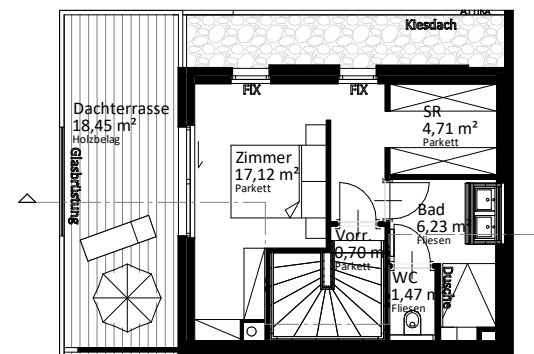 ATTIKA
Kiesdach
FIX
FIX
Dachterrasse
18,45 m²
Holzbelag
Glasbrüstung
SR
4,71 m²
Parkett
Zimmer
17,12 m²
Parkett
Bad
6,23 m²
Fliesen
Vorr.
0,70 m²
Parkett
WC
1,47 m²
Fliesen
Dusche